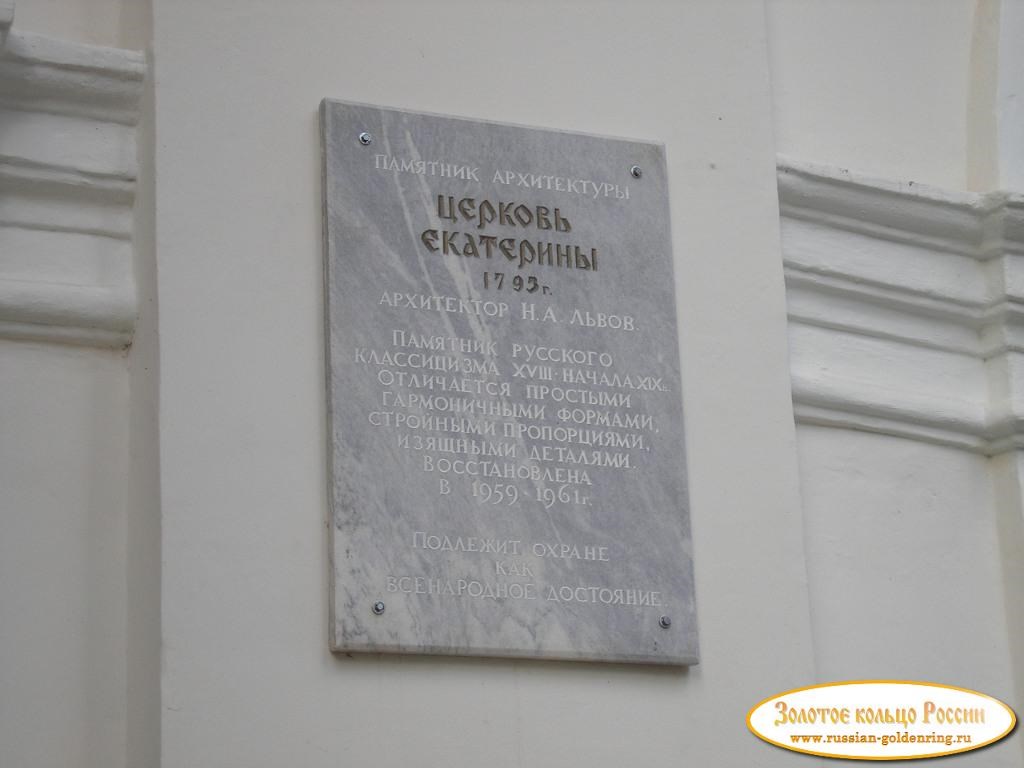 Памятник архитектуры
Церковь
Екатерины
1793г.
Архитектор Н.А. Львов.
Памятник русского
классицизма XVIII-начала XIX в.
отличается простыми
гармоничными формами,
стройными пропорциями,
изящными деталями.
Восстановлена
в 1959-1961г.
Подлежит охране
как
всенародное достояние
Золотое кольцо России
www.russian-goldenring.ru